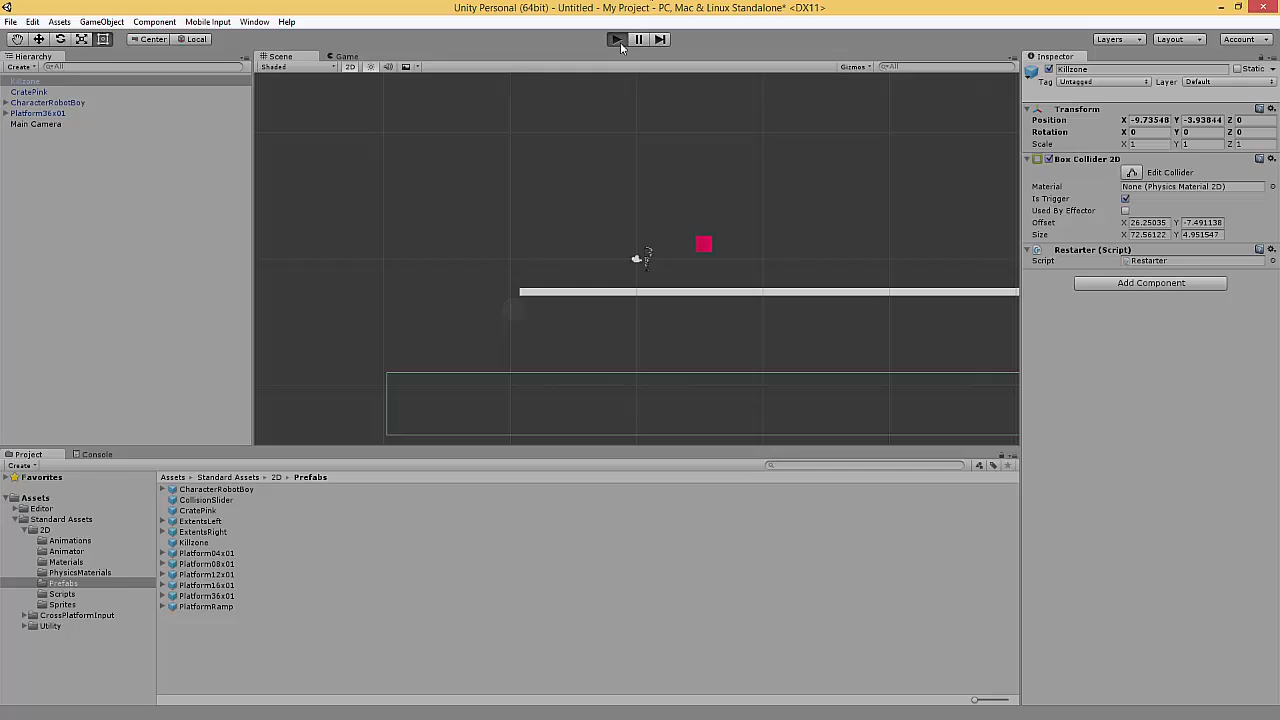 Unity Personal (64bit) - Untitled - My Project - PC, Mac & Linux Standalone* <DX11>
File Edit Assets GameObject Component Mobile Input Window Help
Center Local Layers Layout Account
Hierarchy
Create All
Killzone
CratePink
CharacterRobotBoy
Platform36x01
Main Camera
Scene Game
Shaded 2D Gizmos All
Inspector
Killzone Static
Tag Untagged Layer Default
Transform
Position X -9.73548 Y -3.93844 Z 0
Rotation X 0 Y 0 Z 0
Scale X 1 Y 1 Z 1
Box Collider 2D
Edit Collider
Material None (Physics Material 2D)
Is Trigger
Used By Effector
Offset X 26.25035 Y -7.491138
Size X 72.56122 Y 4.951547
Restarter (Script)
Script Restarter
Add Component
Project Console
Create
Favorites
Assets
Editor
Standard Assets
2D
Animations
Animator
Materials
PhysicsMaterials
Prefabs
Scripts
Sprites
CrossPlatformInput
Utility
Assets Standard Assets 2D Prefabs
CharacterRobotBoy
CollisionSlider
CratePink
ExtentsLeft
ExtentsRight
Killzone
Platform04x01
Platform08x01
Platform12x01
Platform16x01
Platform36x01
PlatformRamp